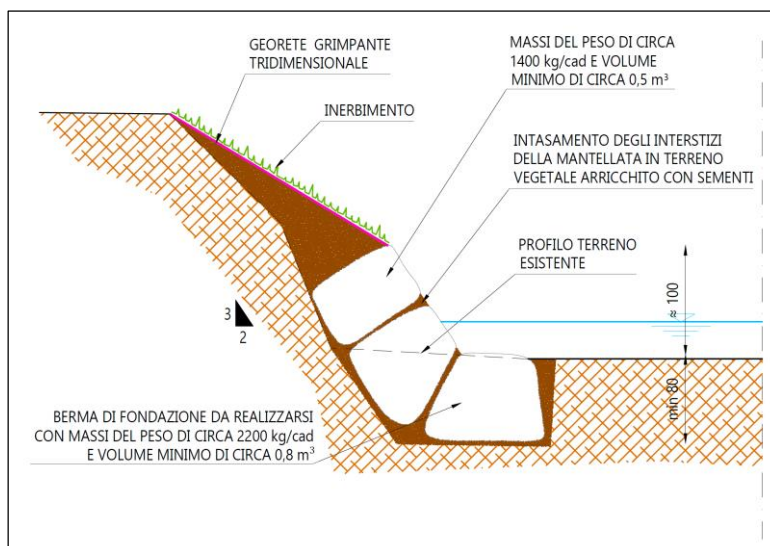 GEORETE GRIMPANTE
TRIDIMENSIONALE
INERBIMENTO
MASSI DEL PESO DI CIRCA
1400 kg/cad E VOLUME
MINIMO DI CIRCA 0,5 m³
INTASAMENTO DEGLI INTERSTIZI
DELLA MANTELLATA IN TERRENO
VEGETALE ARRICCHITO CON SEMENTI
PROFILO TERRENO
ESISTENTE
≈ 100
3
2
min 80
BERMA DI FONDAZIONE DA REALIZZARSI
CON MASSI DEL PESO DI CIRCA 2200 kg/cad
E VOLUME MINIMO DI CIRCA 0,8 m³